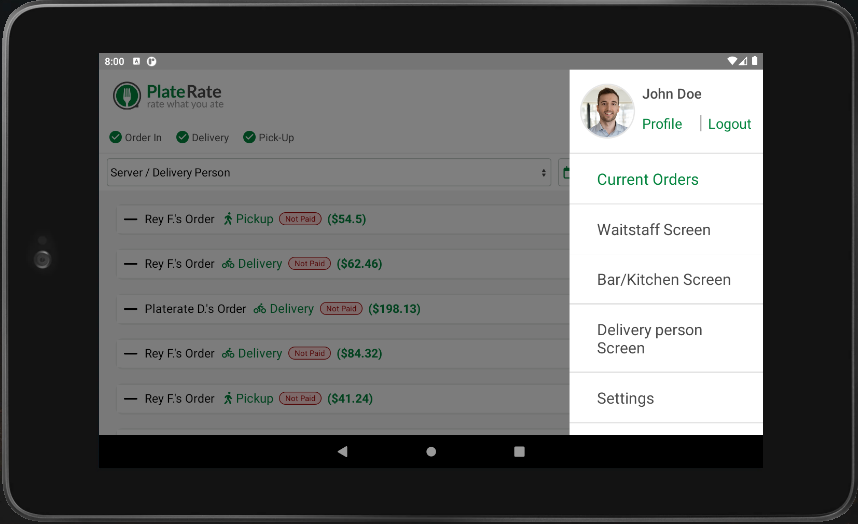 8:00
PlateRate
rate what you ate
Order In Delivery Pick-Up
Server / Delivery Person
Rey F.'s Order Pickup Not Paid ($54.5)
Rey F.'s Order Delivery Not Paid ($62.46)
Platerate D.'s Order Delivery Not Paid ($198.13)
Rey F.'s Order Delivery Not Paid ($84.32)
Rey F.'s Order Pickup Not Paid ($41.24)
John Doe
Profile | Logout
Current Orders
Waitstaff Screen
Bar/Kitchen Screen
Delivery person
Screen
Settings